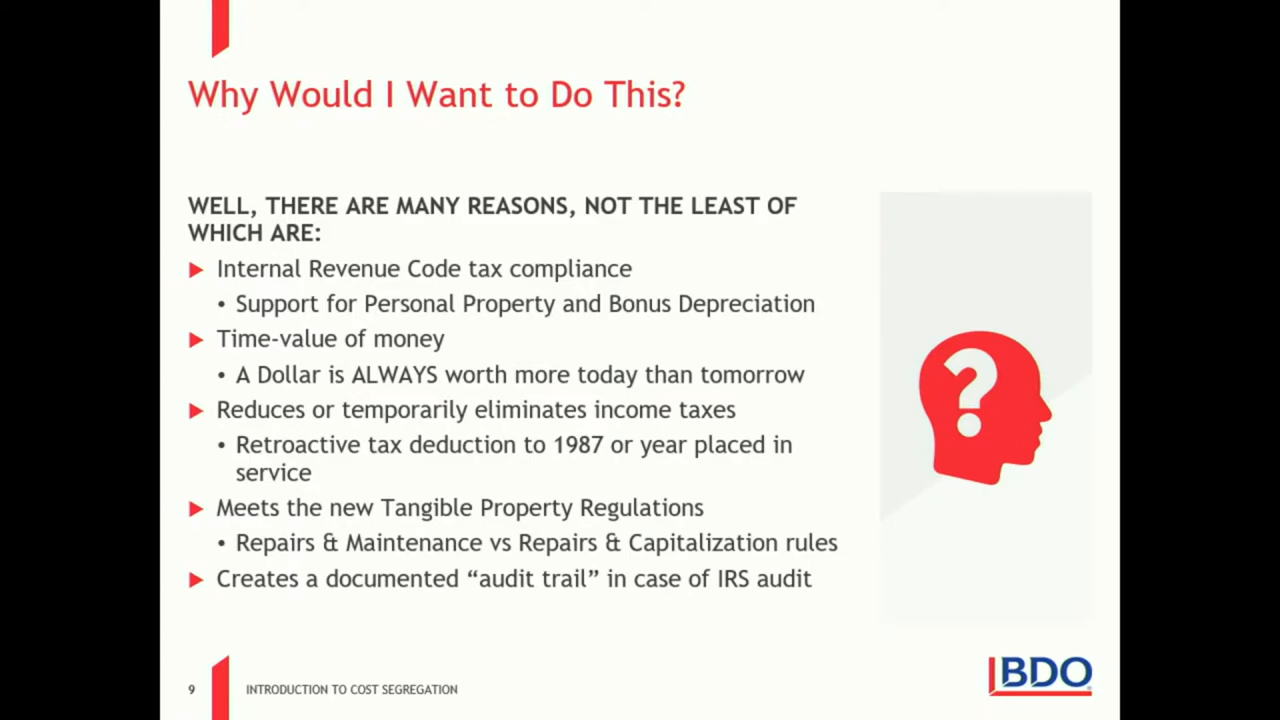 Why Would I Want to Do This?
WELL, THERE ARE MANY REASONS, NOT THE LEAST OF
WHICH ARE:
Internal Revenue Code tax compliance
• Support for Personal Property and Bonus Depreciation
Time-value of money
• A Dollar is ALWAYS worth more today than tomorrow
Reduces or temporarily eliminates income taxes
• Retroactive tax deduction to 1987 or year placed in
service
Meets the new Tangible Property Regulations
• Repairs & Maintenance vs Repairs & Capitalization rules
Creates a documented “audit trail” in case of IRS audit
?
9 INTRODUCTION TO COST SEGREGATION
BDO